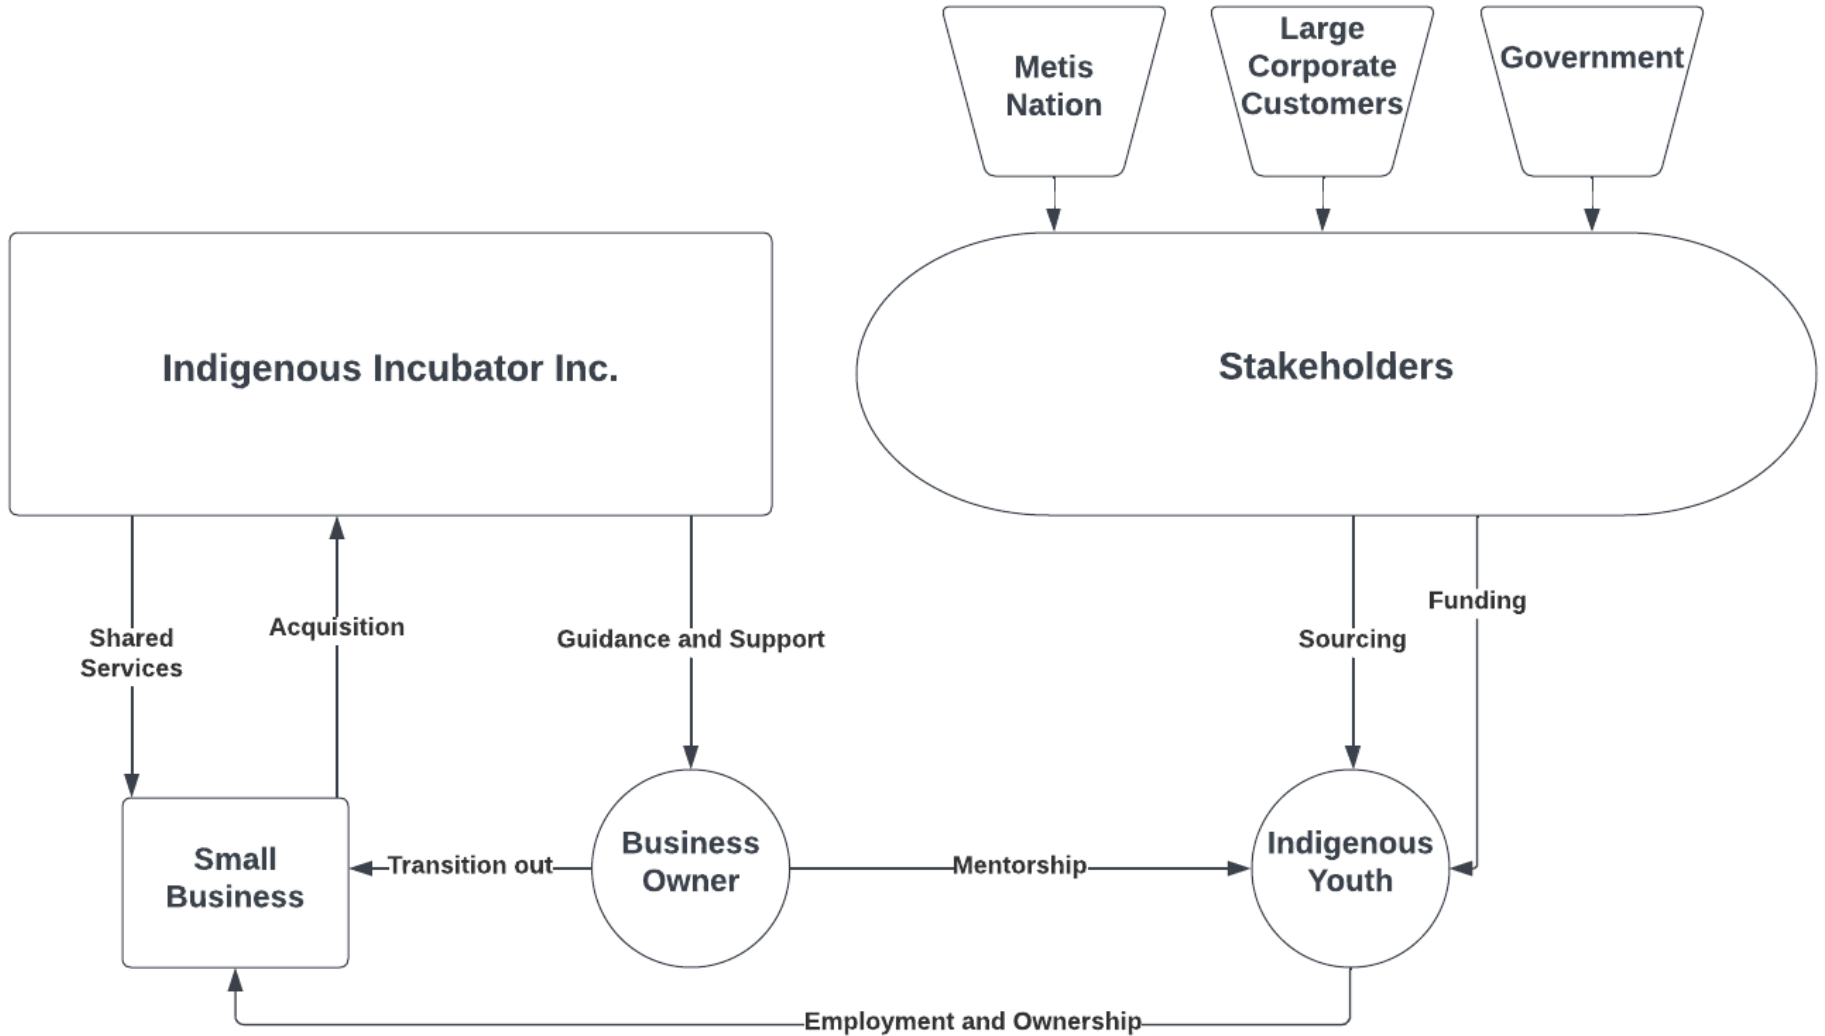 Metis
Nation
Large
Corporate
Customers
Government
Indigenous Incubator Inc.
Stakeholders
Shared
Services
Acquisition
Guidance and Support
Sourcing
Funding
Small
Business
Transition out
Business
Owner
Mentorship
Indigenous
Youth
Employment and Ownership